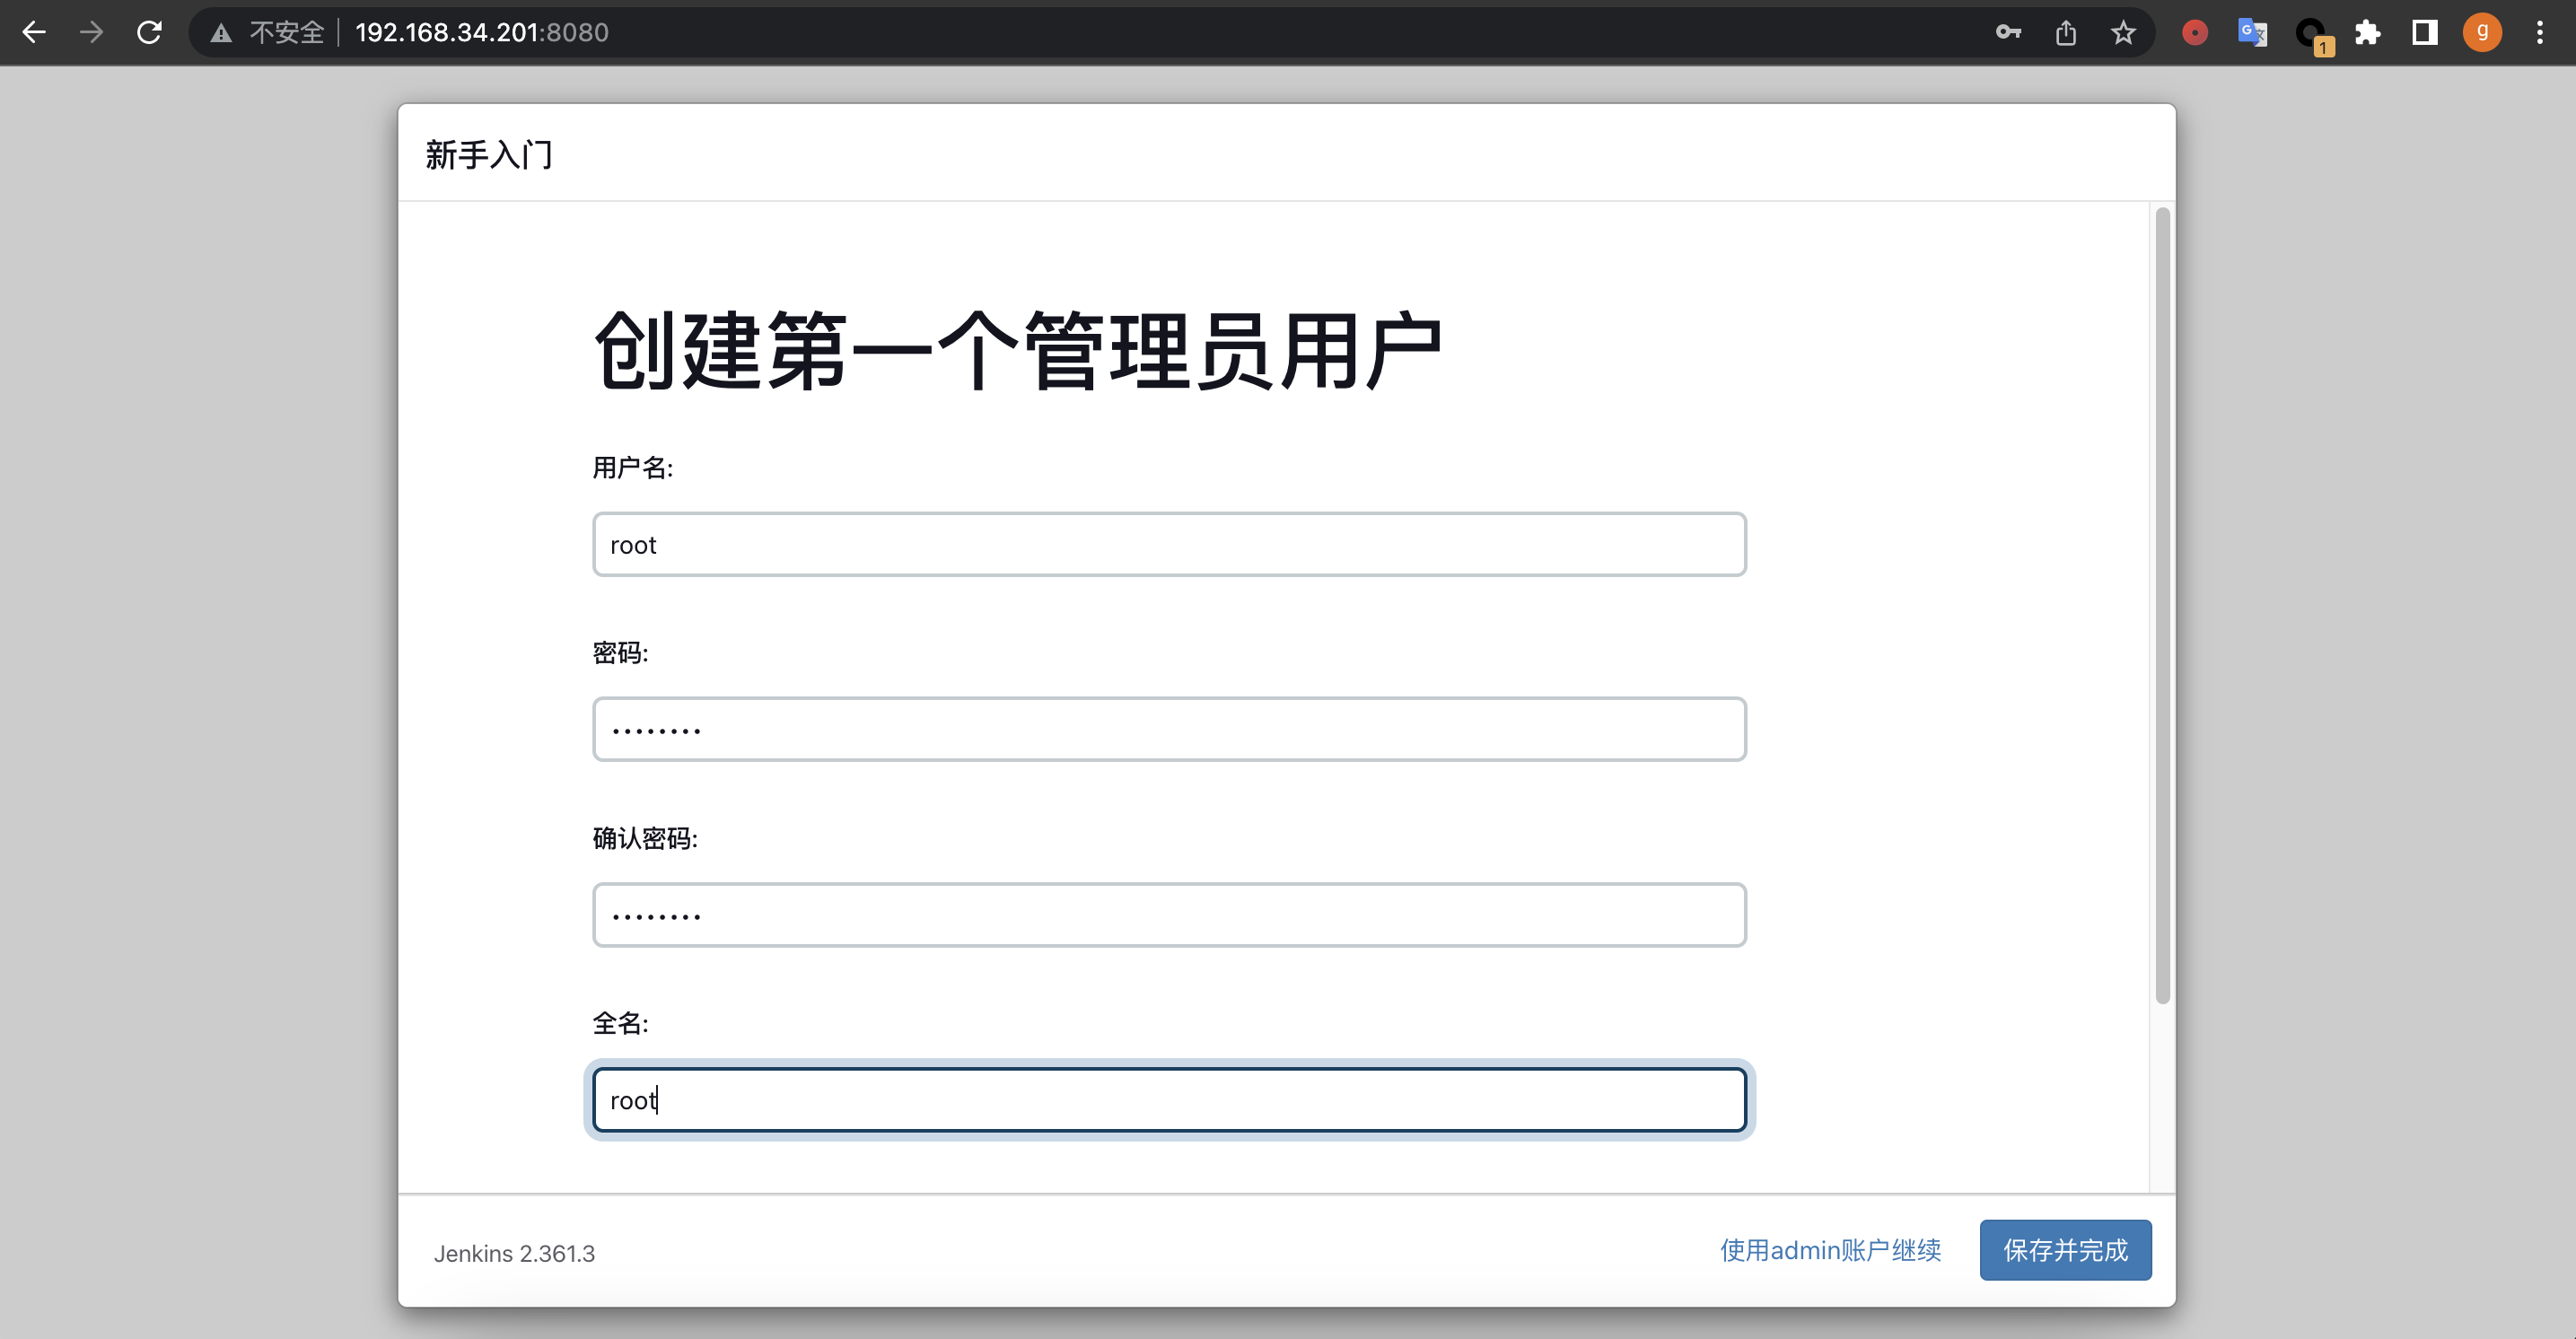 不安全 192.168.34.201:8080
1
g
新手入门
创建第一个管理员用户
用户名:
root
密码:
········
确认密码:
········
全名:
root
Jenkins 2.361.3
使用admin账户继续
保存并完成